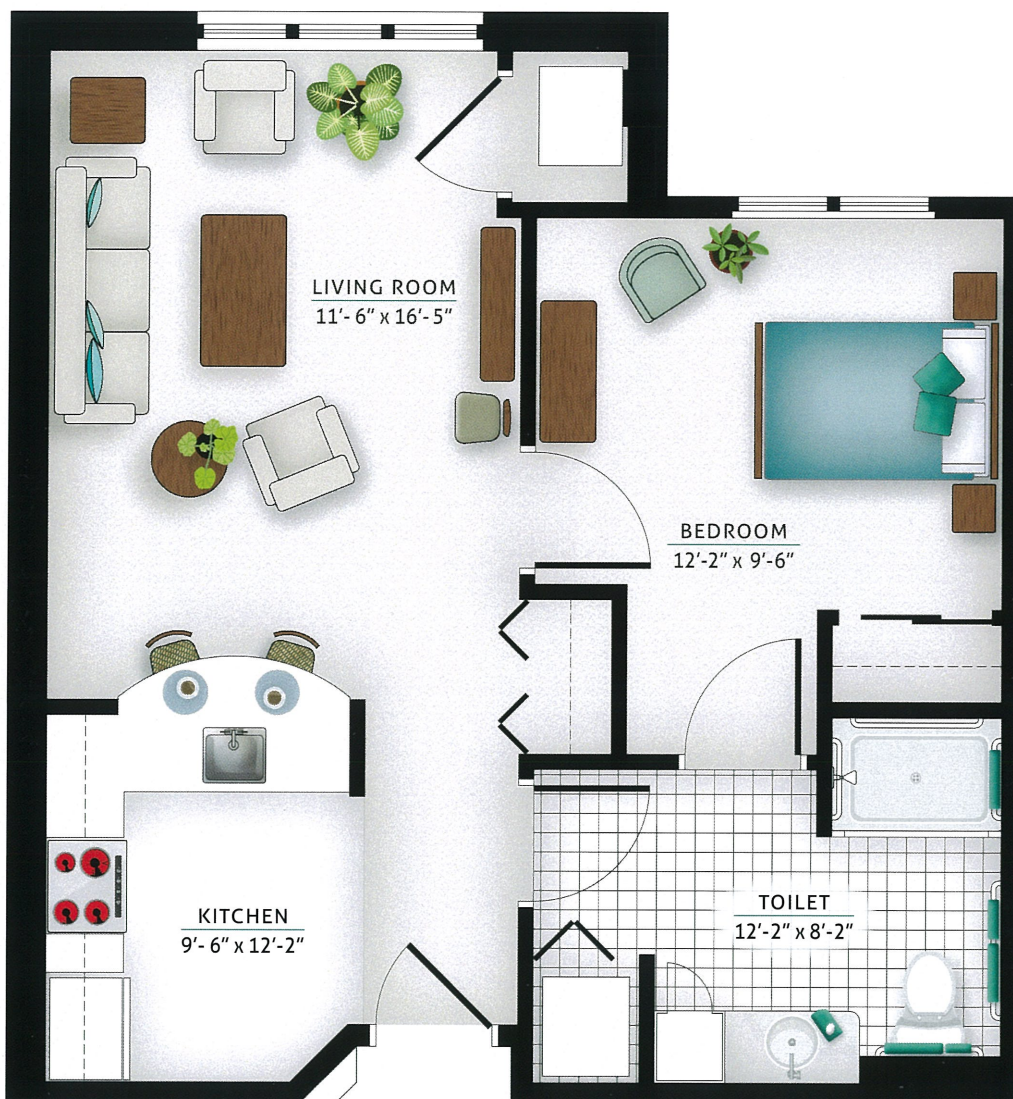 LIVING ROOM
11'- 6" x 16'- 5"
BEDROOM
12'-2" x 9'-6"
KITCHEN
9'- 6" x 12'-2"
TOILET
12'-2" x 8'-2"